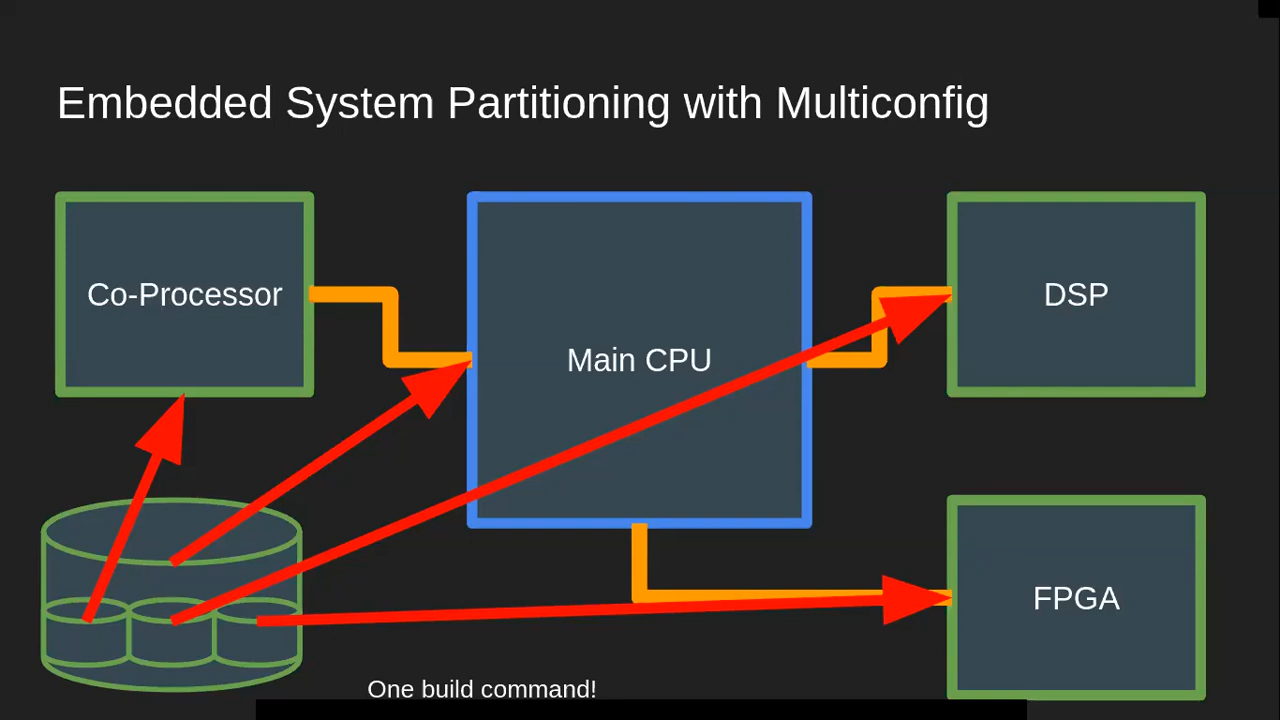 Embedded System Partitioning with Multiconfig
Co-Processor
Main CPU
DSP
FPGA
One build command!